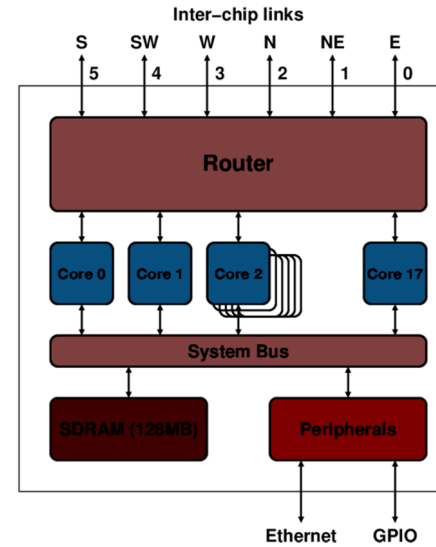 Inter-chip links
S SW W N NE E
5 4 3 2 1 0
Router
Core 0 Core 1 Core 2 Core 17
System Bus
SDRAM (128MB) Peripherals
Ethernet GPIO